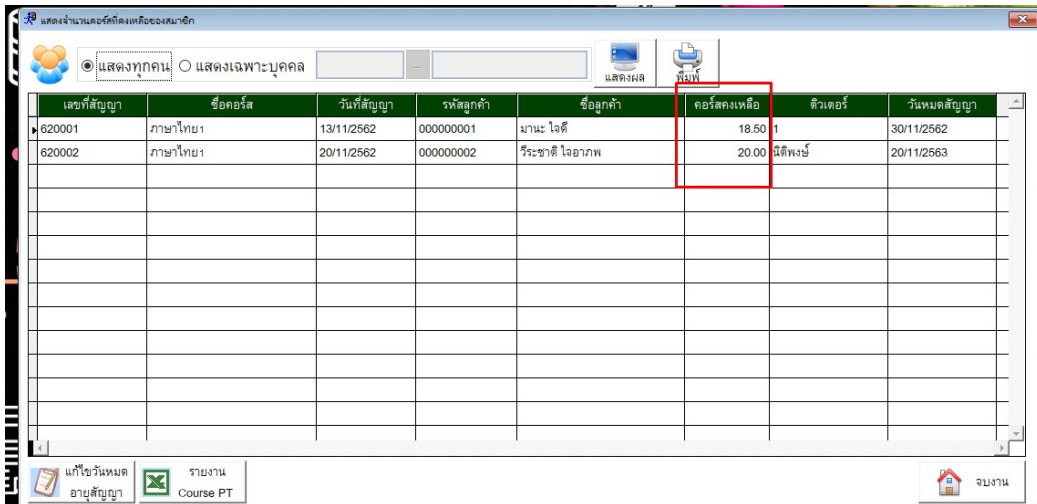 แสดงจำนวนคอร์สที่คงเหลือของสมาชิก
แสดงทุกคน แสดงเฉพาะบุคคล ... แสดงผล พิมพ์
เลขที่สัญญา ชื่อคอร์ส วันที่สัญญา รหัสลูกค้า ชื่อลูกค้า คอร์สคงเหลือ ติวเตอร์ วันหมดสัญญา
620001 ภาษาไทย1 13/11/2562 000000001 มานะ ใจดี 18.50 1 30/11/2562
620002 ภาษาไทย1 20/11/2562 000000002 วีระชาติ ใจอาภพ 20.00 นิติพงษ์ 20/11/2563
แก้ไขวันหมด
อายุสัญญา
รายงาน
Course PT
จบงาน